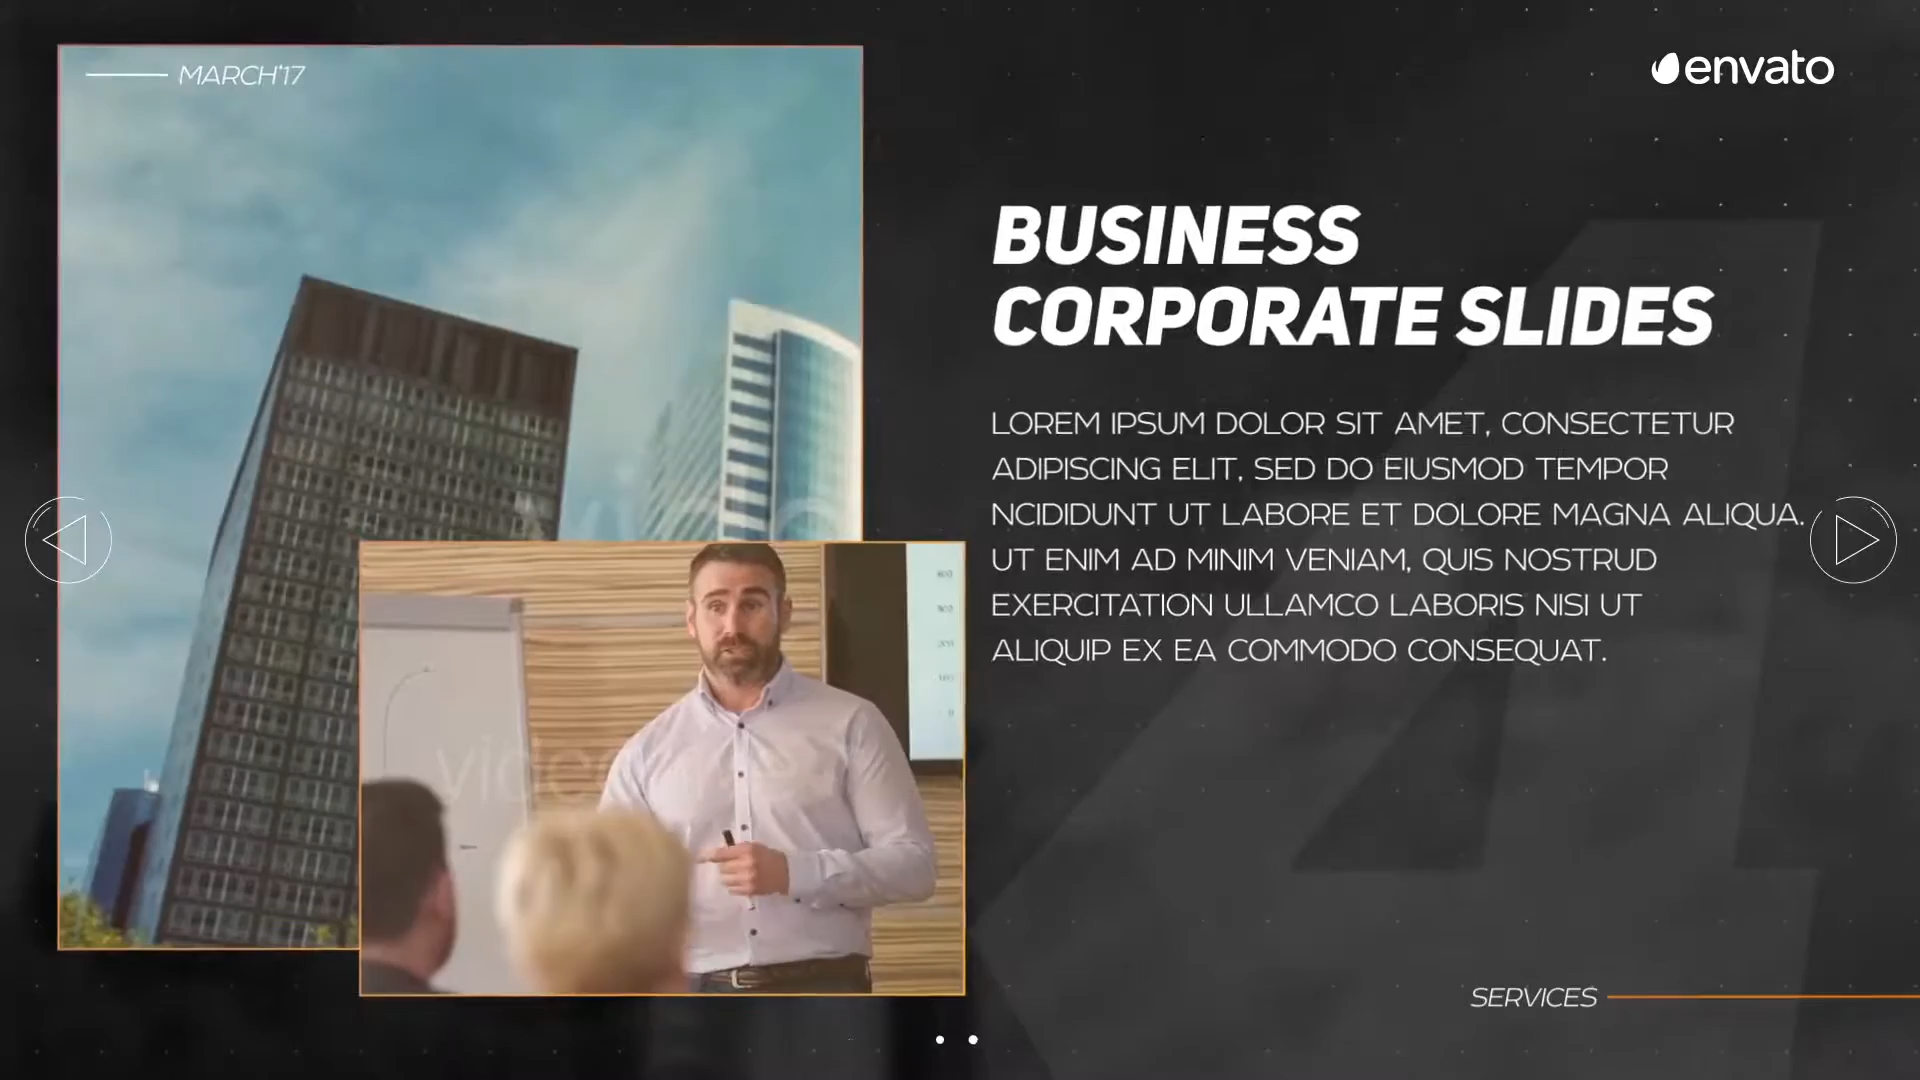 MARCH'17
envato
BUSINESS
CORPORATE SLIDES
LOREM IPSUM DOLOR SIT AMET, CONSECTETUR
ADIPISCING ELIT, SED DO EIUSMOD TEMPOR
NCIDIDUNT UT LABORE ET DOLORE MAGNA ALIQUA.
UT ENIM AD MINIM VENIAM, QUIS NOSTRUD
EXERCITATION ULLAMCO LABORIS NISI UT
ALIQUIP EX EA COMMODO CONSEQUAT.
4
SERVICES